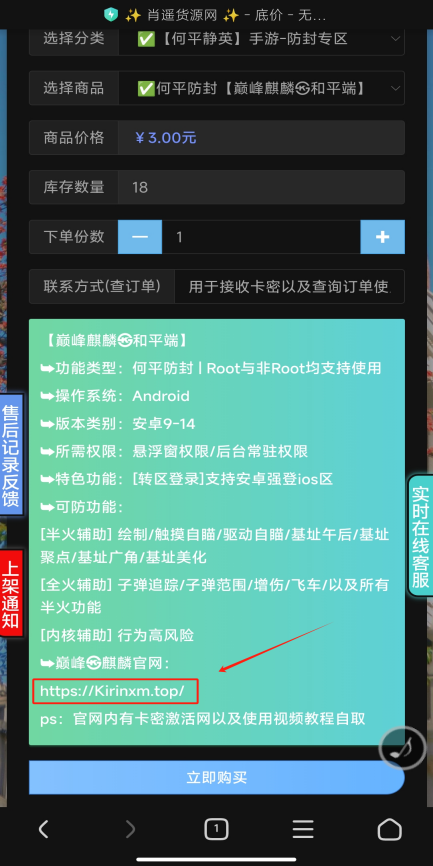 ✨ 肖遥货源网 ✨ - 底价 - 无...
选择分类 ✅【何平静英】手游-防封专区
选择商品 ✅何平防封【巅峰麒麟㉿和平端】
商品价格 ¥3.00元
库存数量 18
下单份数 — 1 +
联系方式(查订单) 用于接收卡密以及查询订单使
【巅峰麒麟㉿和平端】
➥功能类型：何平防封 | Root与非Root均支持使用
➥操作系统：Android
➥版本类别：安卓9-14
➥所需权限：悬浮窗权限/后台常驻权限
➥特色功能：[转区登录]支持安卓强登ios区
➥可防功能：
[半火辅助] 绘制/触摸自瞄/驱动自瞄/基址午后/基址
聚点/基址广角/基址美化
[全火辅助] 子弹追踪/子弹范围/增伤/飞车/以及所有
半火功能
[内核辅助] 行为高风险
➥巅峰㉿麒麟官网：
https://Kirinxm.top/
ps：官网内有卡密激活网以及使用视频教程自取
立即购买
售后记录反馈
上架通知
实时在线客服
1